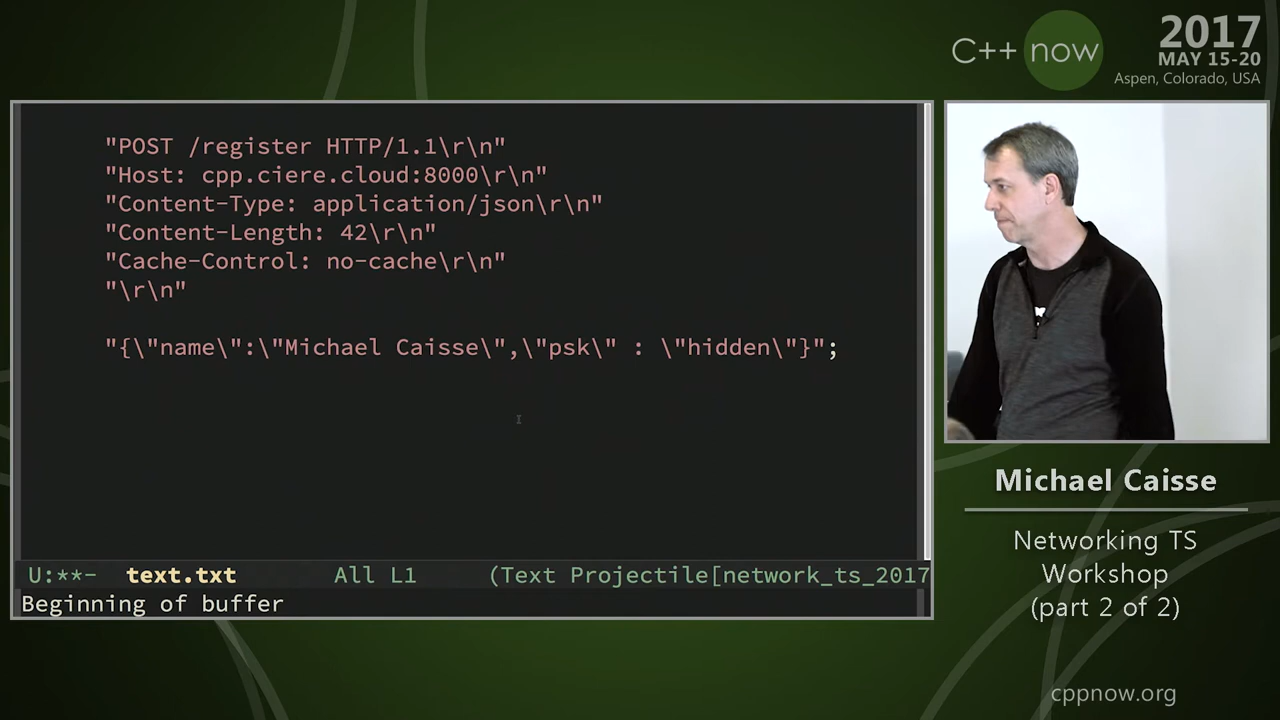 C++ now
2017
MAY 15-20
Aspen, Colorado, USA
"POST /register HTTP/1.1\r\n"
"Host: cpp.ciere.cloud:8000\r\n"
"Content-Type: application/json\r\n"
"Content-Length: 42\r\n"
"Cache-Control: no-cache\r\n"
"\r\n"
"{\"name\":\"Michael Caisse\",\"psk\" : \"hidden\"}";
U:**- text.txt All L1 (Text Projectile[network_ts_2017
Beginning of buffer
Michael Caisse
Networking TS
Workshop
(part 2 of 2)
cppnow.org